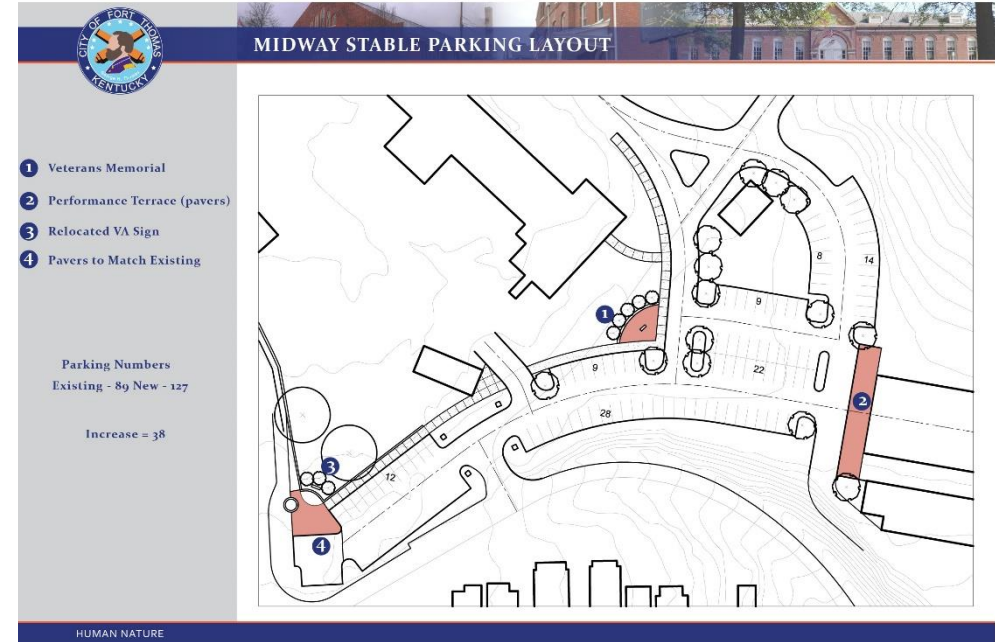 CITY OF FORT THOMAS
KENTUCKY
MIDWAY STABLE PARKING LAYOUT
1 Veterans Memorial
2 Performance Terrace (pavers)
3 Relocated VA Sign
4 Pavers to Match Existing
Parking Numbers
Existing - 89 New - 127
Increase = 38
8
14
9
1
9
22
2
28
3
12
4
HUMAN NATURE